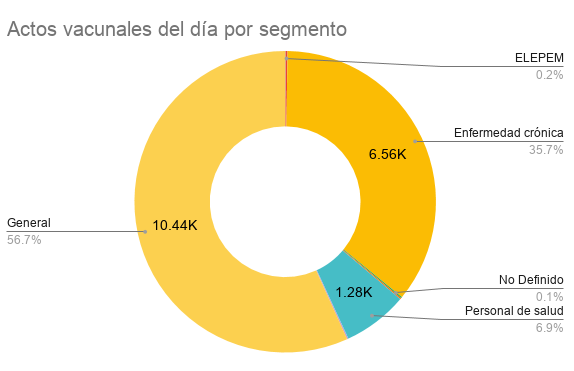 Actos vacunales del día por segmento
ELEPEM
0.2%
Enfermedad crónica
35.7%
6.56K
General
56.7%
10.44K
No Definido
0.1%
1.28K
Personal de salud
6.9%